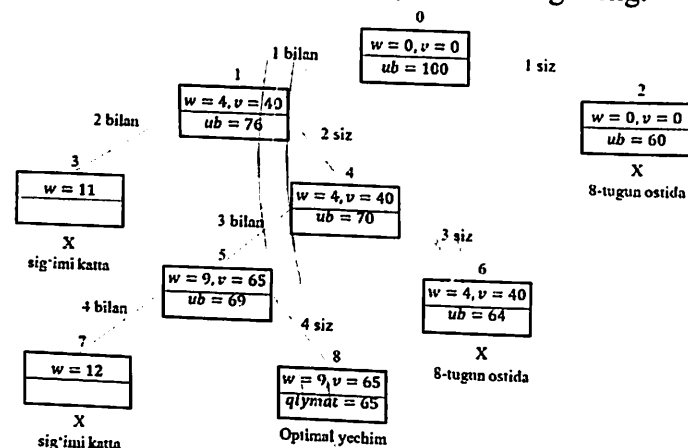 0
w = 0, v = 0
ub = 100
1 bilan
1 siz
1
w = 4, v = 40
ub = 76
2
w = 0, v = 0
ub = 60
X
8-tugun ostida
2 bilan
2 siz
3
w = 11
X
sig'imi katta
4
w = 4, v = 40
ub = 70
3 bilan
3 siz
5
w = 9, v = 65
ub = 69
6
w = 4, v = 40
ub = 64
X
8-tugun ostida
4 bilan
4 siz
7
w = 12
X
sig'imi katta
8
w = 9, v = 65
qiymat = 65
Optimal yechim